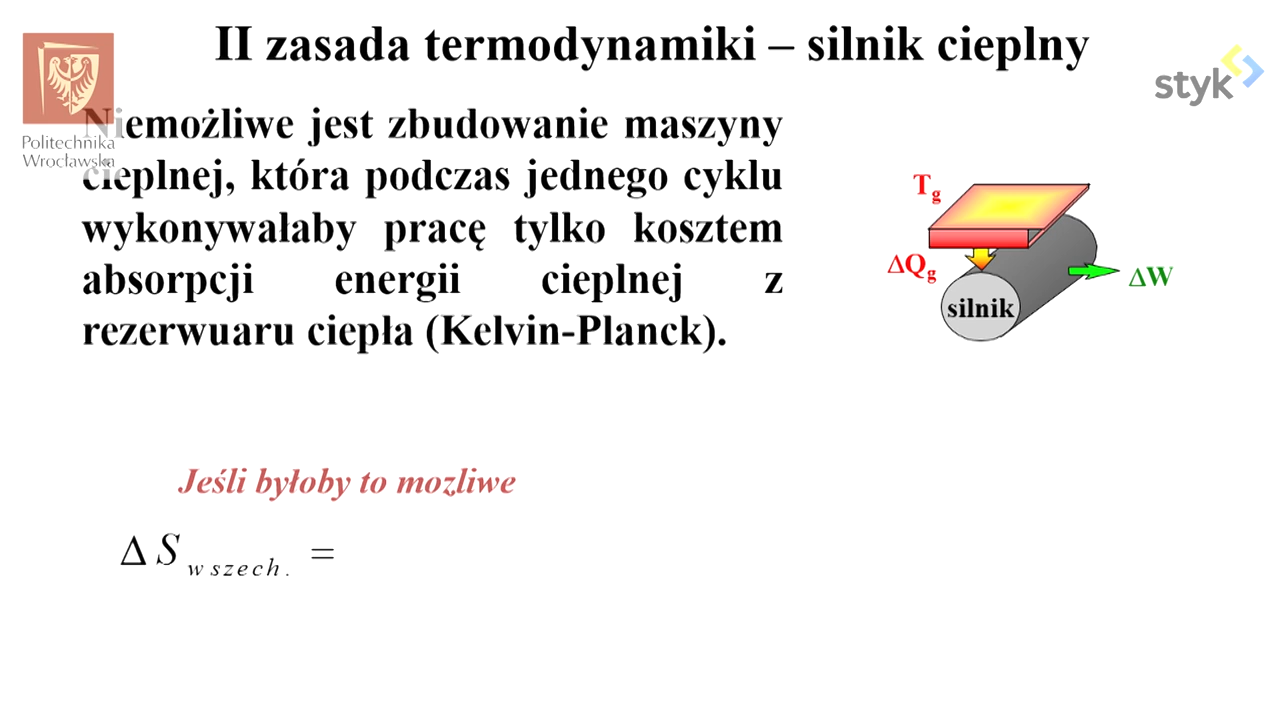 II zasada termodynamiki – silnik cieplny
styk
Politechnika
Wrocławska
Niemożliwe jest zbudowanie maszyny
cieplnej, która podczas jednego cyklu
wykonywałaby pracę tylko kosztem
absorpcji energii cieplnej z
rezerwuaru ciepła (Kelvin-Planck).
Tg
ΔQg
silnik
ΔW
Jeśli byłoby to mozliwe
ΔS wszech. =